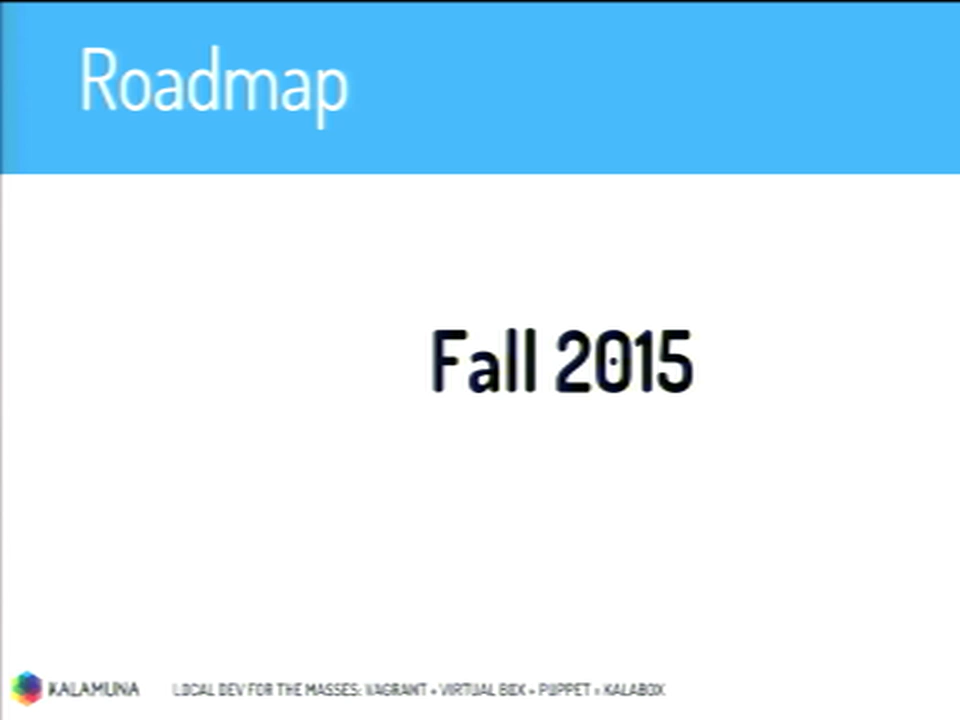 Roadmap
Fall 2015
KALAMUNA
LOCAL DEV FOR THE MASSES: VAGRANT + VIRTUAL BOX + PUPPET = KALABOX